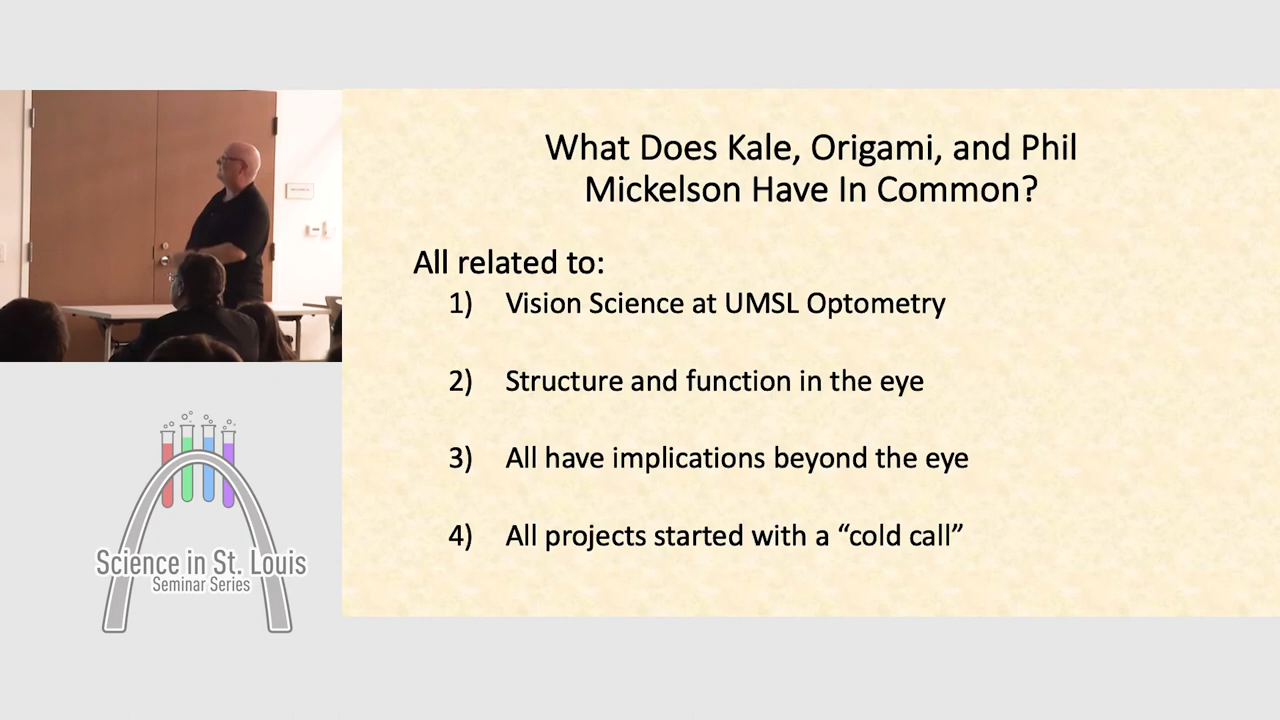 What Does Kale, Origami, and Phil
Mickelson Have In Common?
All related to:
1) Vision Science at UMSL Optometry
2) Structure and function in the eye
3) All have implications beyond the eye
4) All projects started with a “cold call”
Science in St. Louis
Seminar Series